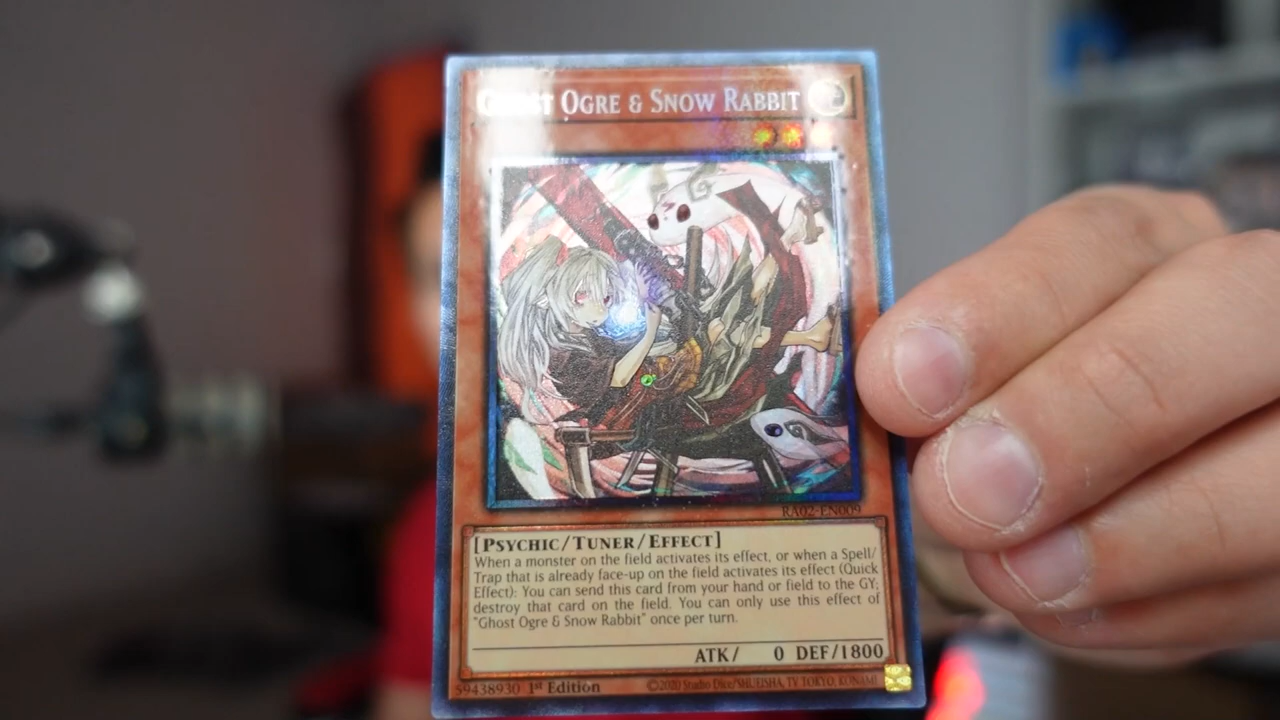 GHOST OGRE & SNOW RABBIT
RA02-EN009
[PSYCHIC/TUNER/EFFECT]
When a monster on the field activates its effect, or when a Spell/
Trap that is already face-up on the field activates its effect (Quick
Effect): You can send this card from your hand or field to the GY;
destroy that card on the field. You can only use this effect of
"Ghost Ogre & Snow Rabbit" once per turn.
ATK/ 0 DEF/1800
59438930 1st Edition ©2020 Studio Dice/SHUEISHA, TV TOKYO, KONAMI